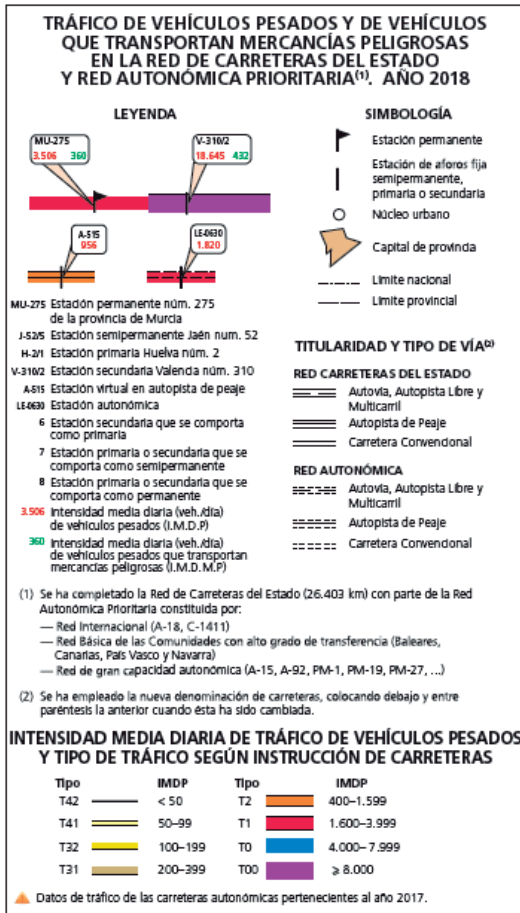 TRÁFICO DE VEHÍCULOS PESADOS Y DE VEHÍCULOS
QUE TRANSPORTAN MERCANCÍAS PELIGROSAS
EN LA RED DE CARRETERAS DEL ESTADO
Y RED AUTONÓMICA PRIORITARIA(1). AÑO 2018
LEYENDA
MU-275
3.506 360
V-310/2
18.645 432
A-515
956
LE-0630
1.820
MU-275 Estación permanente núm. 275
de la provincia de Murcia
J-52/5 Estación semipermanente Jaén num. 52
H-2/1 Estación primaria Huelva núm. 2
V-310/2 Estación secundaria Valencia núm. 310
A-515 Estación virtual en autopista de peaje
LE-0630 Estación autonómica
6 Estación secundaria que se comporta
como primaria
7 Estación primaria o secundaria que se
comporta como semipermanente
8 Estación primaria o secundaria que se
comporta como permanente
3.506 Intensidad media diaria (veh./día)
de vehículos pesados (I.M.D.P)
360 Intensidad media diaria (veh./día)
de vehículos pesados que transportan
mercancías peligrosas (I.M.D.M.P)
SIMBOLOGÍA
Estación permanente
Estación de aforos fija
semipermanente,
primaria o secundaria
Núcleo urbano
Capital de provincia
Límite nacional
Límite provincial
TITULARIDAD Y TIPO DE VÍA(2)
RED CARRETERAS DEL ESTADO
Autovía, Autopista Libre y
Multicarril
Autopista de Peaje
Carretera Convencional
RED AUTONÓMICA
Autovía, Autopista Libre y
Multicarril
Autopista de Peaje
Carretera Convencional
(1) Se ha completado la Red de Carreteras del Estado (26.403 km) con parte de la Red
Autonómica Prioritaria constituida por:
— Red Internacional (A-18, C-1411)
— Red Básica de las Comunidades con alto grado de transferencia (Baleares,
Canarias, País Vasco y Navarra)
— Red de gran capacidad autonómica (A-15, A-92, PM-1, PM-19, PM-27, ...)
(2) Se ha empleado la nueva denominación de carreteras, colocando debajo y entre
paréntesis la anterior cuando ésta ha sido cambiada.
INTENSIDAD MEDIA DIARIA DE TRÁFICO DE VEHÍCULOS PESADOS
Y TIPO DE TRÁFICO SEGÚN INSTRUCCIÓN DE CARRETERAS
Tipo IMDP Tipo IMDP
T42 < 50 T2 400–1.599
T41 50–99 T1 1.600–3.999
T32 100–199 T0 4.000–7.999
T31 200–399 T00 ⩾ 8.000
Datos de tráfico de las carreteras autonómicas pertenecientes al año 2017.